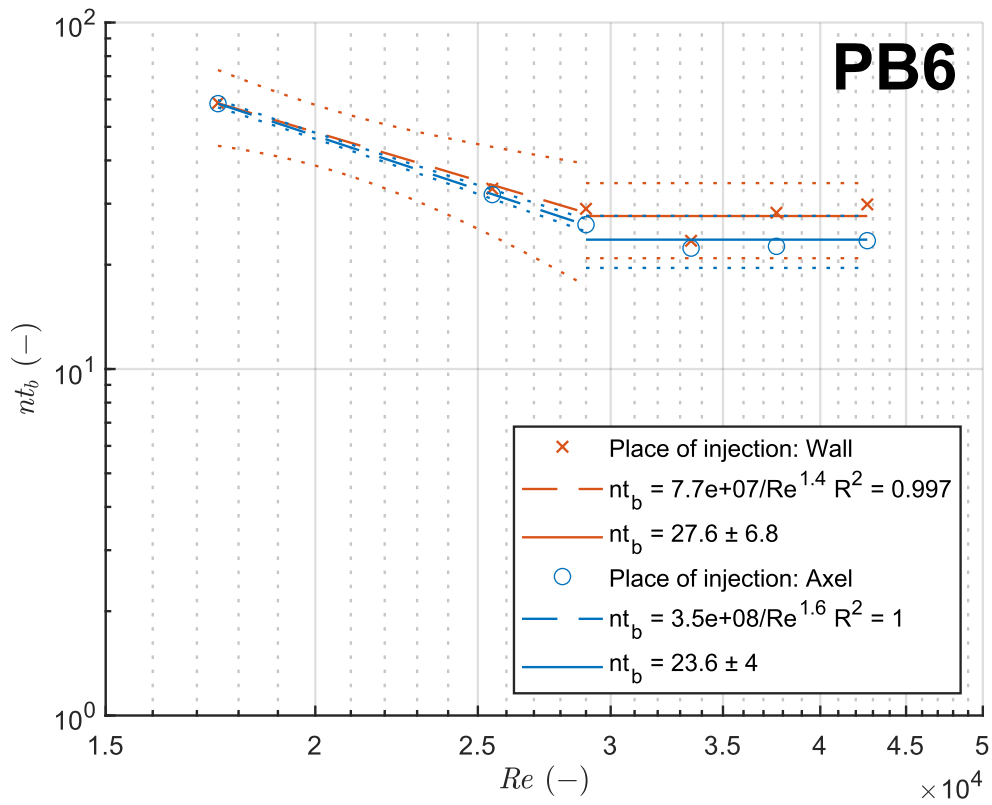 PB6
10^2
10^1
10^0
nt_b (−)
1.5 2 2.5 3 3.5 4 4.5 5
Re (−)
×10^4
Place of injection: Wall
nt_b = 7.7e+07/Re^1.4 R^2 = 0.997
nt_b = 27.6 ± 6.8
Place of injection: Axel
nt_b = 3.5e+08/Re^1.6 R^2 = 1
nt_b = 23.6 ± 4